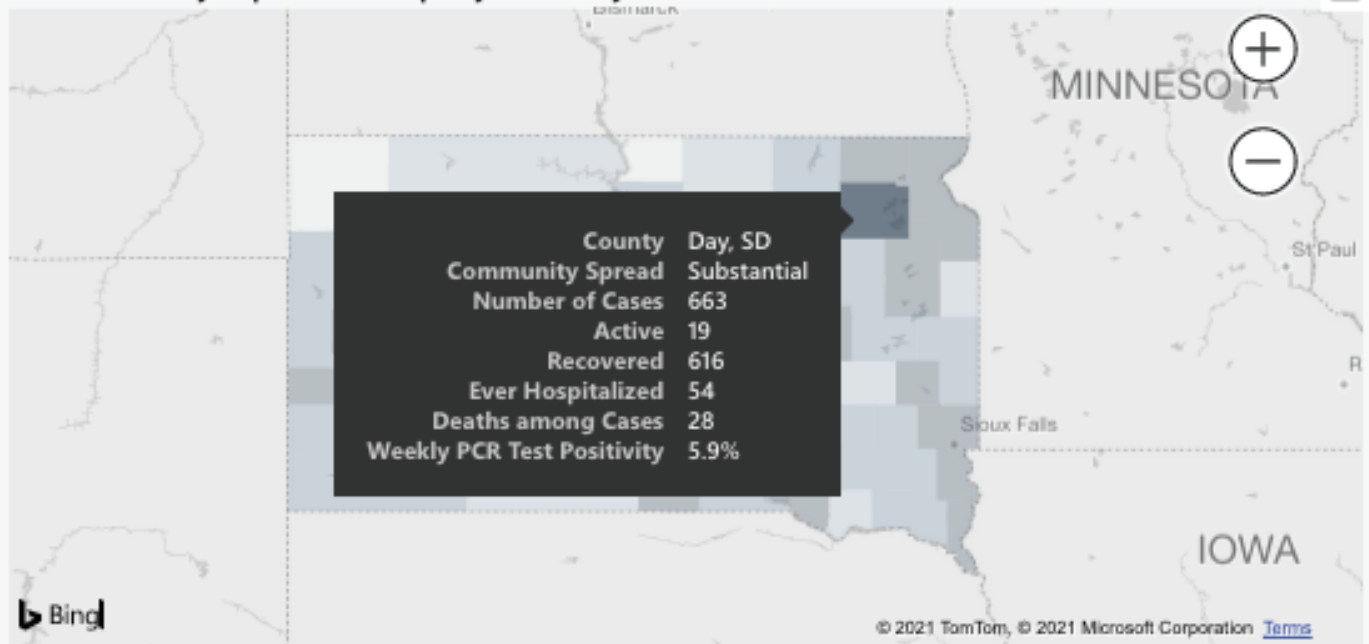 Bismarck
MINNESOTA
St Paul
County Day, SD
Community Spread Substantial
Number of Cases 663
Active 19
Recovered 616
Ever Hospitalized 54
Deaths among Cases 28
Weekly PCR Test Positivity 5.9%
R
Sioux Falls
IOWA
Bing
© 2021 TomTom, © 2021 Microsoft Corporation Terms